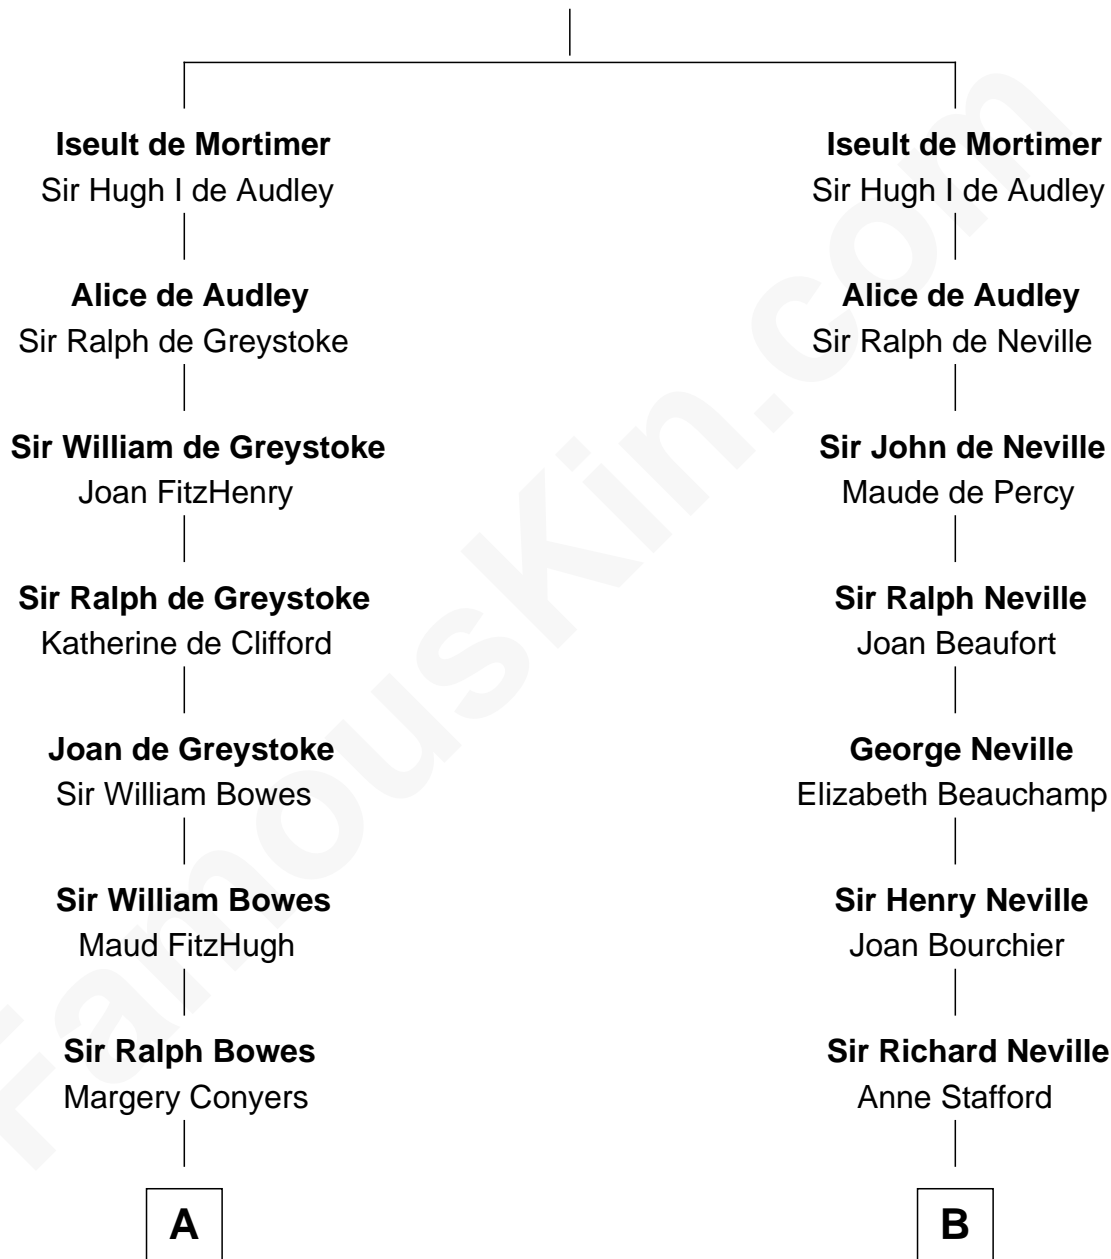 Iseult de Mortimer
Sir Hugh I de Audley
Alice de Audley
Sir Ralph de Greystoke
Sir William de Greystoke
Joan FitzHenry
Sir Ralph de Greystoke
Katherine de Clifford
Joan de Greystoke
Sir William Bowes
Sir William Bowes
Maud FitzHugh
Sir Ralph Bowes
Margery Conyers
A
Iseult de Mortimer
Sir Hugh I de Audley
Alice de Audley
Sir Ralph de Neville
Sir John de Neville
Maude de Percy
Sir Ralph Neville
Joan Beaufort
George Neville
Elizabeth Beauchamp
Sir Henry Neville
Joan Bourchier
Sir Richard Neville
Anne Stafford
B
FamousKin.com